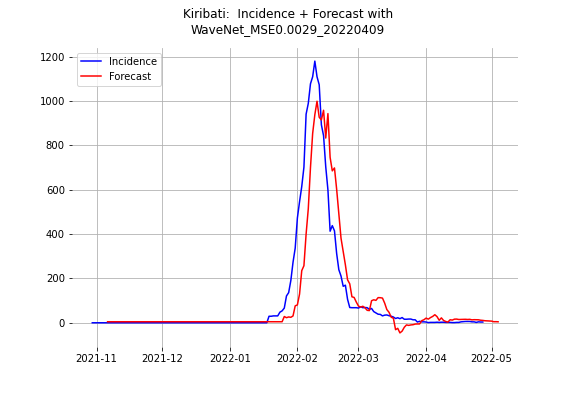 Kiribati:  Incidence + Forecast with
WaveNet_MSE0.0029_20220409
Incidence
Forecast
1200
1000
800
600
400
200
0
2021-11 2021-12 2022-01 2022-02 2022-03 2022-04 2022-05